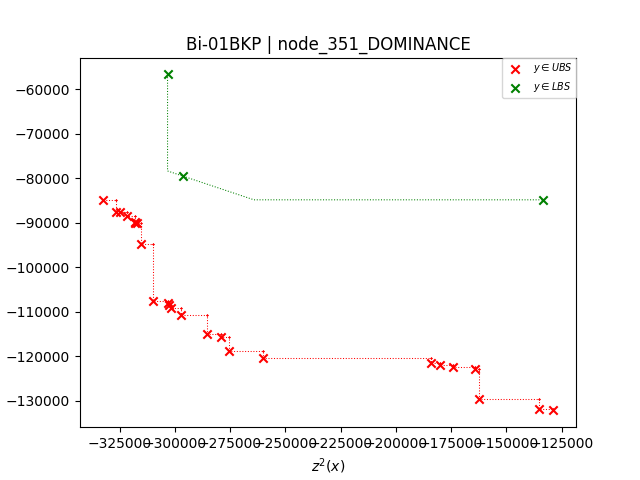 Bi-01BKP | node_351_DOMINANCE
y ∈ UBS
y ∈ LBS
−60000
−70000
−80000
−90000
−100000
−110000
−120000
−130000
−325000 −300000 −275000 −250000 −225000 −200000 −175000 −150000 −125000
z²(x)